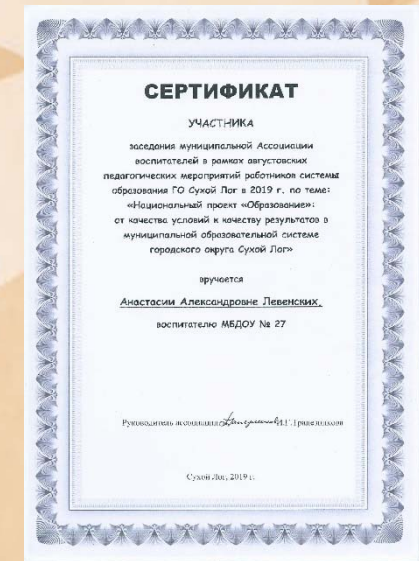 СЕРТИФИКАТ
УЧАСТНИКА
заседания муниципальной Ассоциации
воспитателей в рамках августовских
педагогических мероприятий работников системы
образования ГО Сухой Лог в 2019 г. по теме:
«Национальный проект «Образование»:
от качества условий к качеству результатов в
муниципальной образовательной системе
городского округа Сухой Лог»
вручается
Анастасии Александровне Левенских,
воспитателю МБДОУ № 27
Руководитель ассоциации
Сухой Лог, 2019 г.